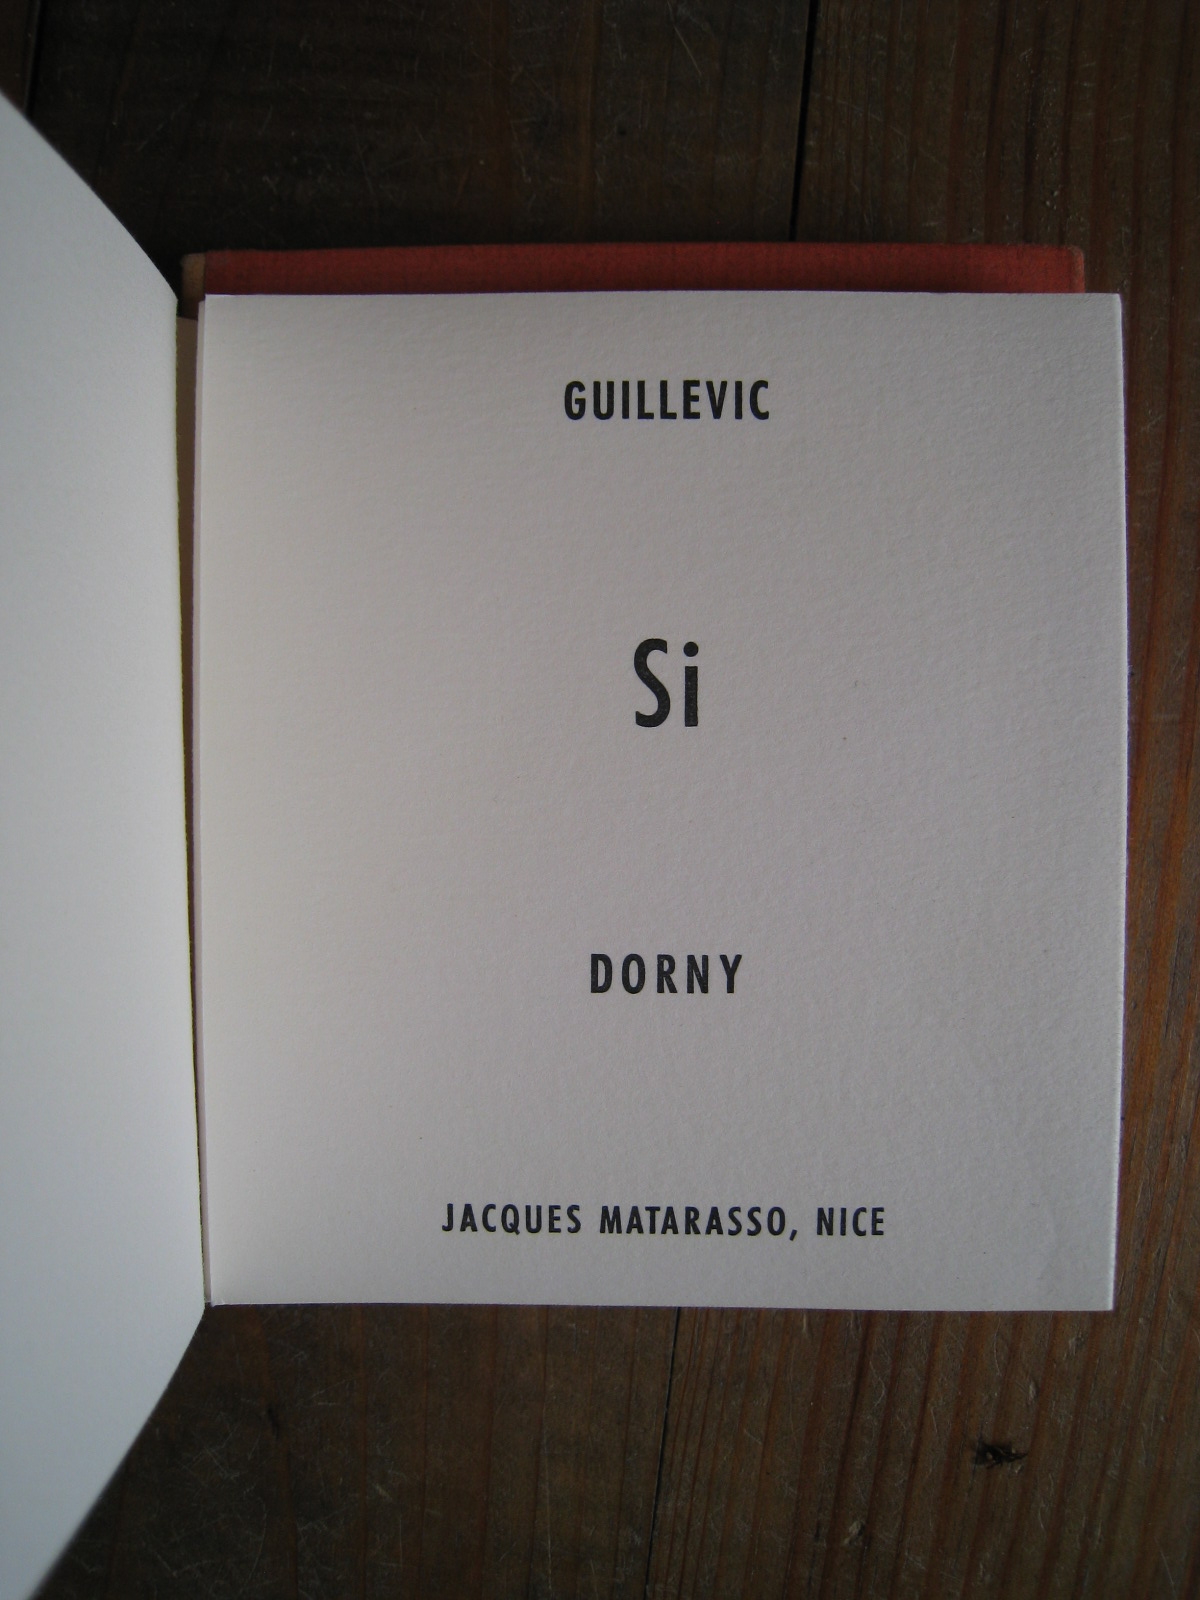 GUILLEVIC
Si
DORNY
JACQUES MATARASSO, NICE